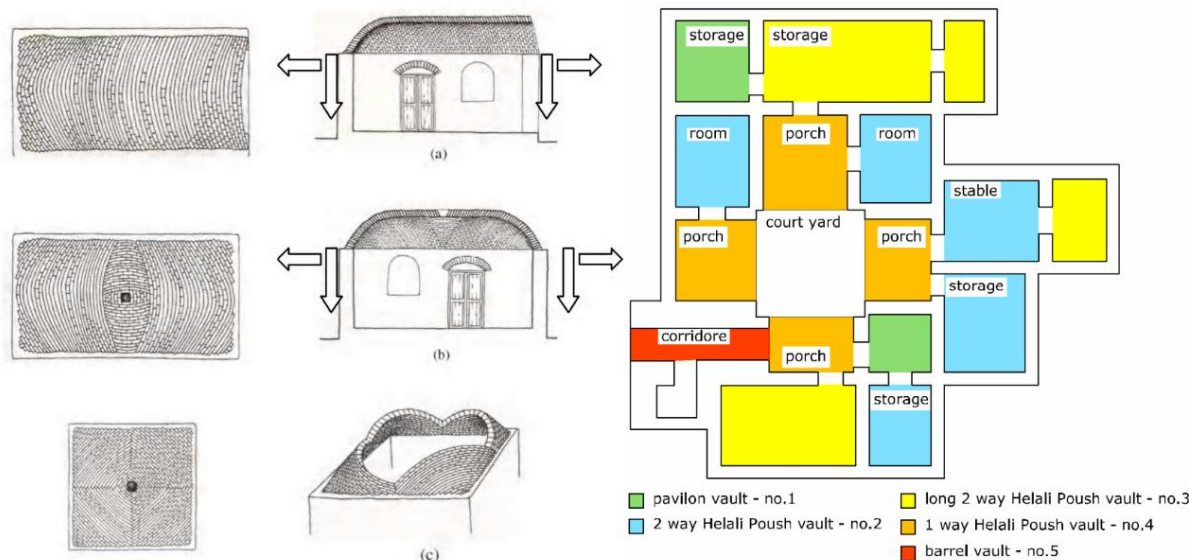 (a)
(b)
(c)
storage
storage
room
porch
room
stable
porch
court yard
porch
storage
corridore
porch
storage
pavilon vault - no.1
2 way Helali Poush vault - no.2
long 2 way Helali Poush vault - no.3
1 way Helali Poush vault - no.4
barrel vault - no.5